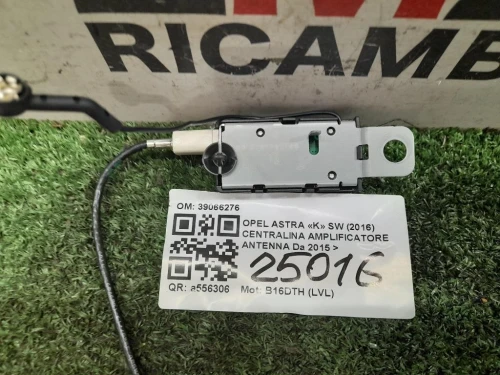 RICAMB
OM: 39066276
OPEL ASTRA «K» SW (2016)
CENTRALINA AMPLIFICATORE
ANTENNA Da 2015 >
25016
QR: a556306 Mot: B16DTH (LVL)